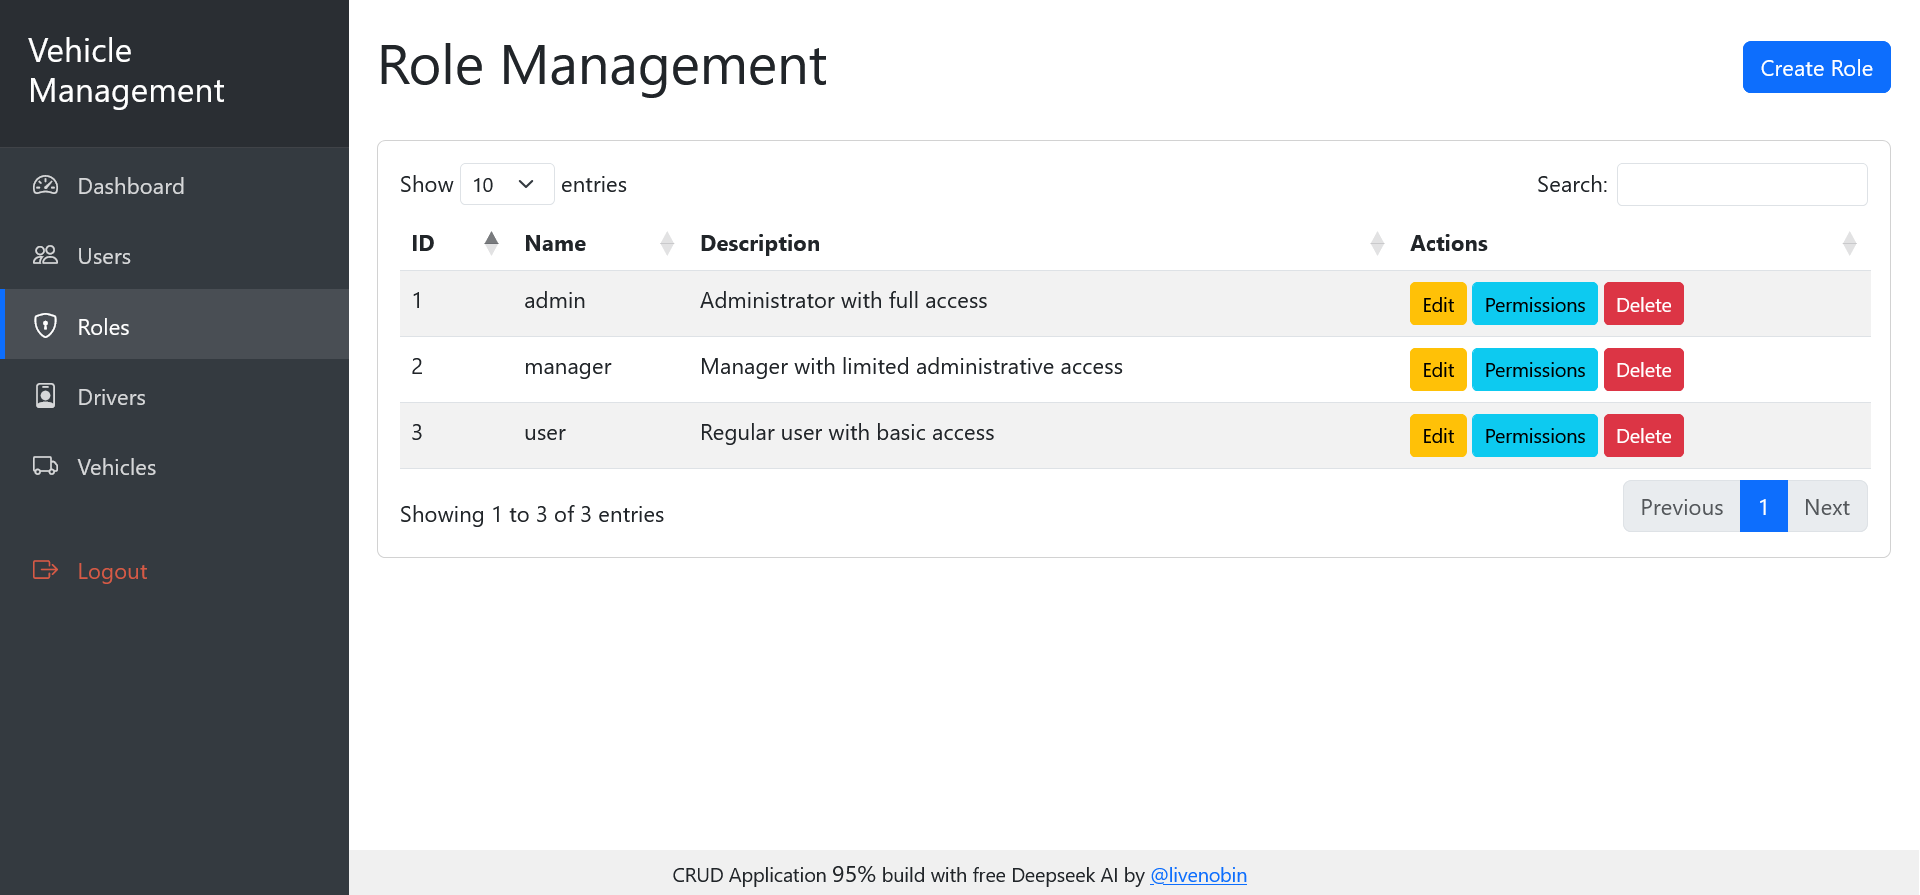 Vehicle
Management
Dashboard
Users
Roles
Drivers
Vehicles
Logout
Role Management
Create Role
Show 10 entries
Search:
ID Name Description Actions
1 admin Administrator with full access Edit Permissions Delete
2 manager Manager with limited administrative access Edit Permissions Delete
3 user Regular user with basic access Edit Permissions Delete
Showing 1 to 3 of 3 entries
Previous 1 Next
CRUD Application 95% build with free Deepseek AI by @livenobin